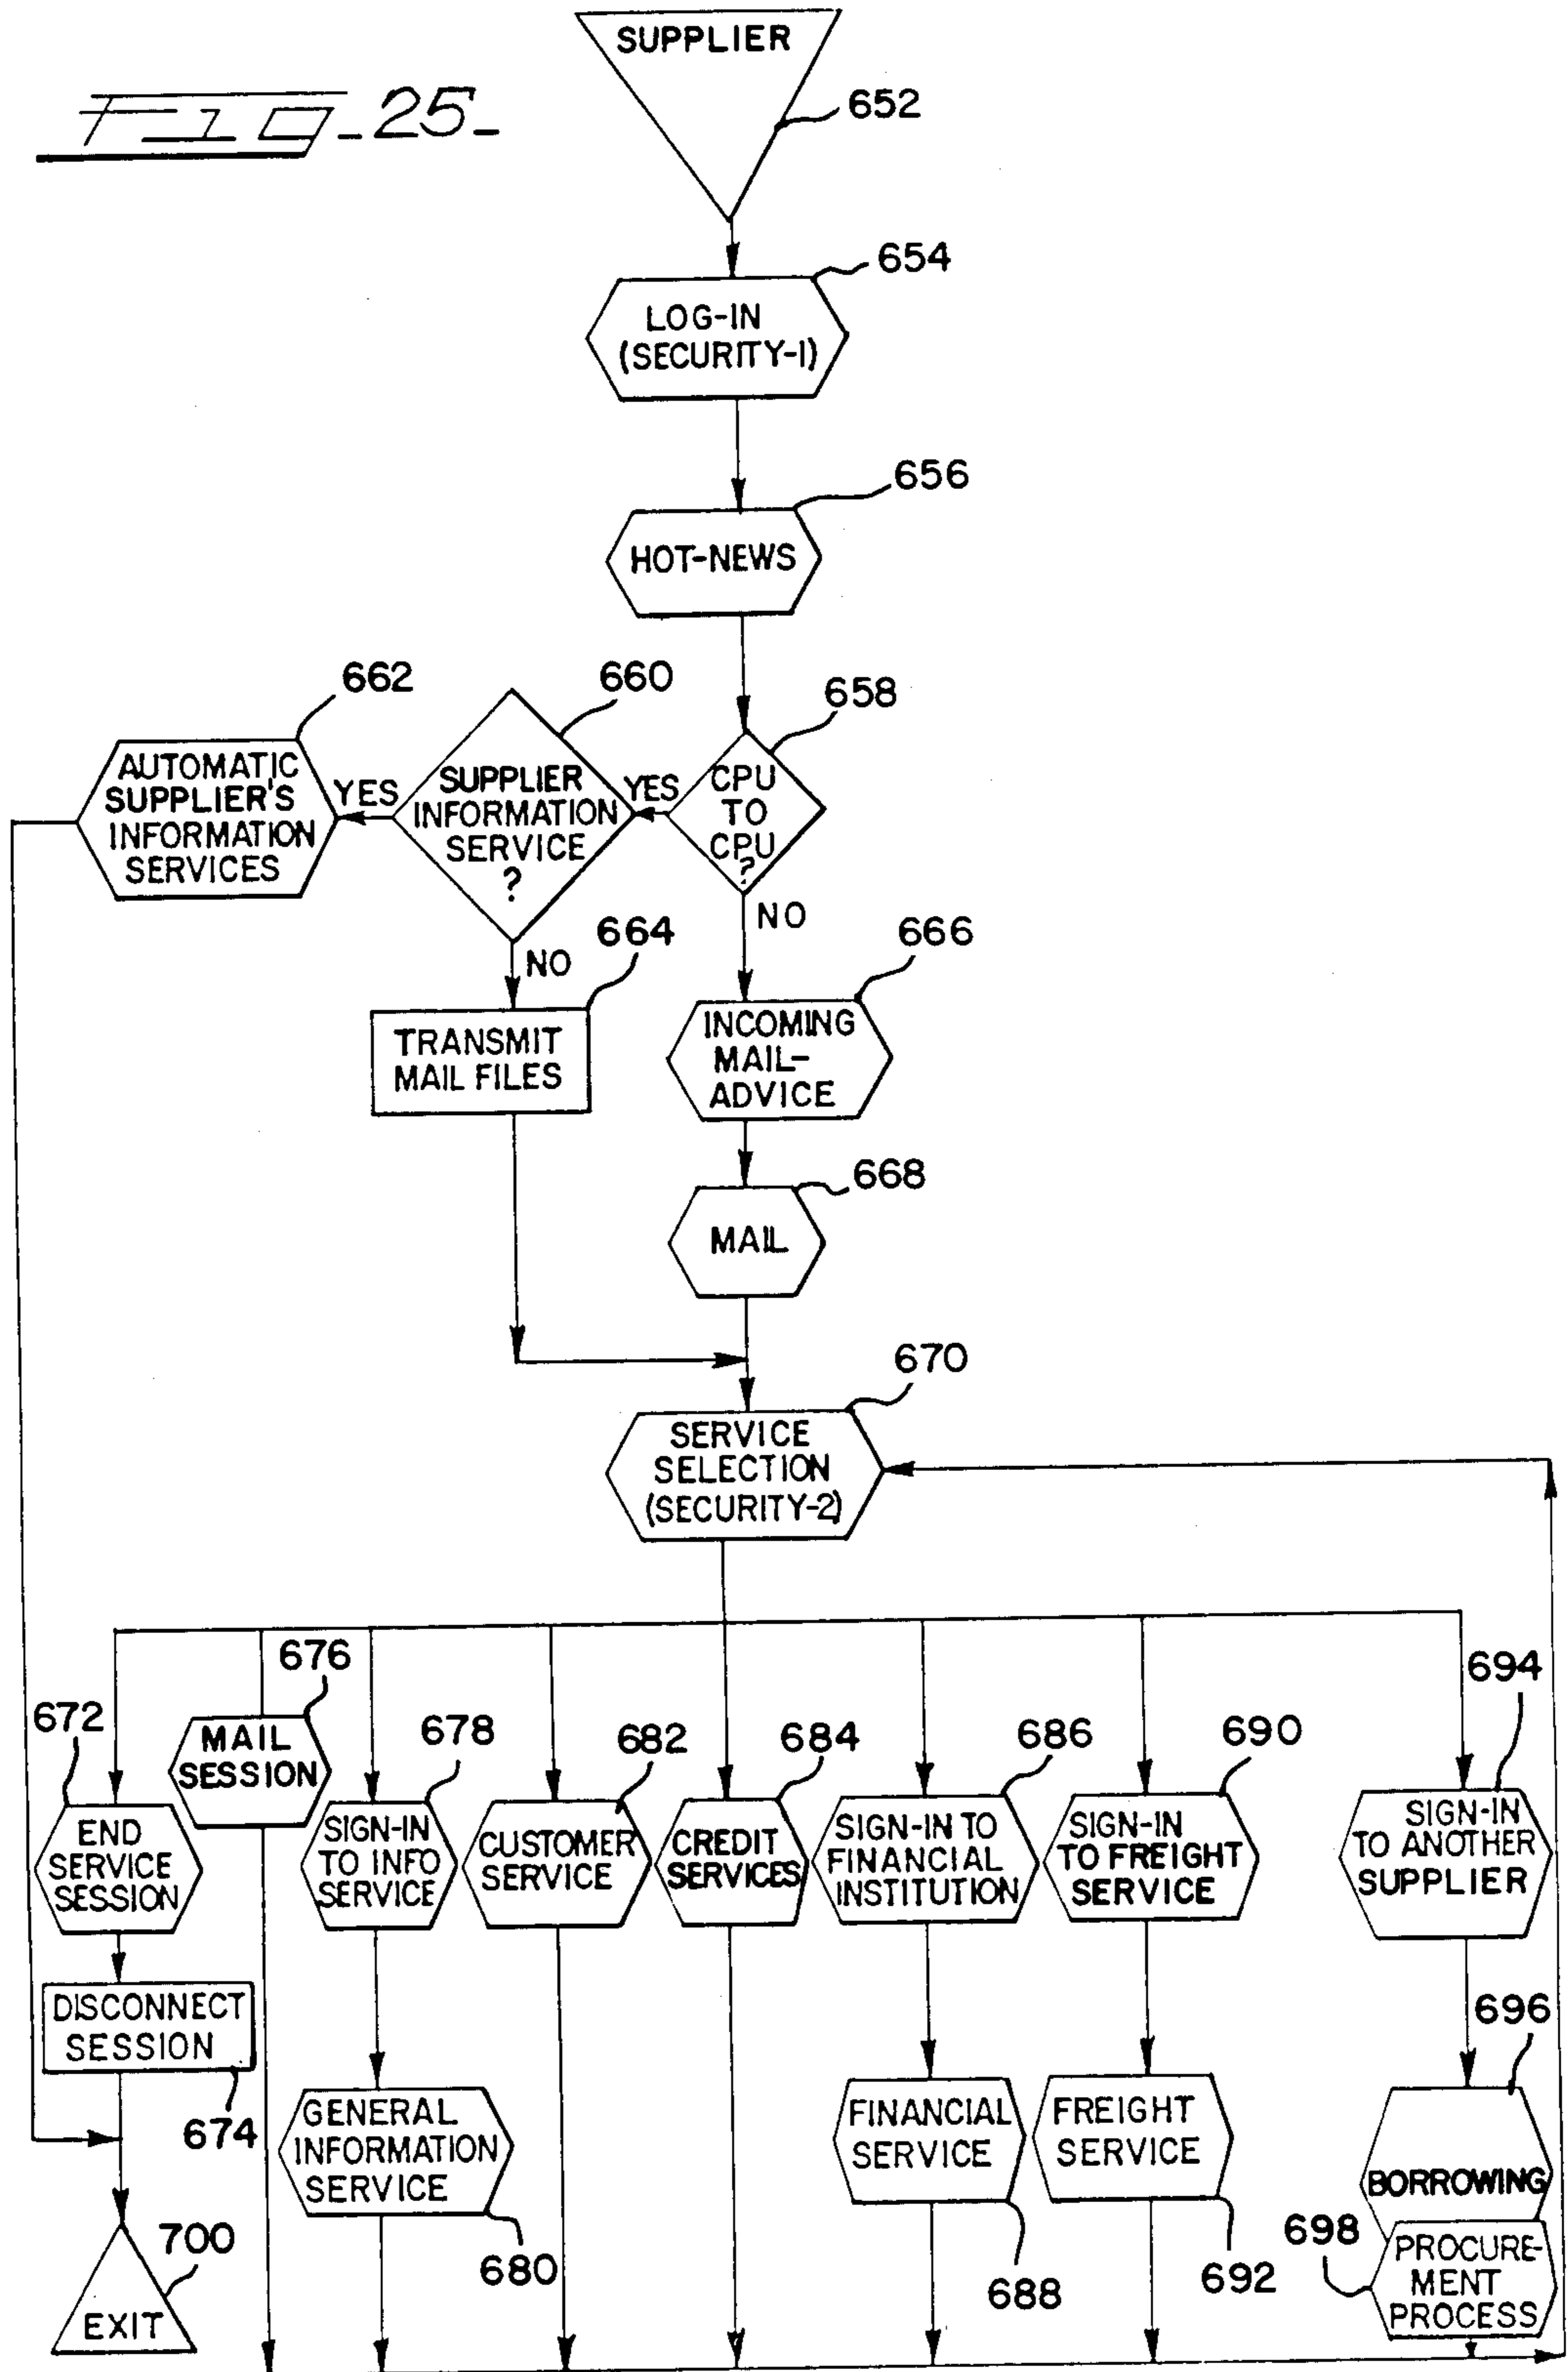 FIG_25_
SUPPLIER
652
654
LOG-IN
(SECURITY-1)
656
HOT-NEWS
662
660
658
AUTOMATIC
SUPPLIER'S
INFORMATION
SERVICES
YES
SUPPLIER
INFORMATION
SERVICE
?
YES
CPU
TO
CPU
?
NO
NO
664
666
TRANSMIT
MAIL FILES
INCOMING
MAIL-
ADVICE
668
MAIL
670
SERVICE
SELECTION
(SECURITY-2)
672
676
678
682
684
686
690
694
END
SERVICE
SESSION
MAIL
SESSION
SIGN-IN
TO INFO
SERVICE
CUSTOMER
SERVICE
CREDIT
SERVICES
SIGN-IN TO
FINANCIAL
INSTITUTION
SIGN-IN
TO FREIGHT
SERVICE
SIGN-IN
TO ANOTHER
SUPPLIER
DISCONNECT
SESSION
674
696
GENERAL
INFORMATION
SERVICE
680
FINANCIAL
SERVICE
688
FREIGHT
SERVICE
692
BORROWING
698
PROCURE-
MENT
PROCESS
700
EXIT